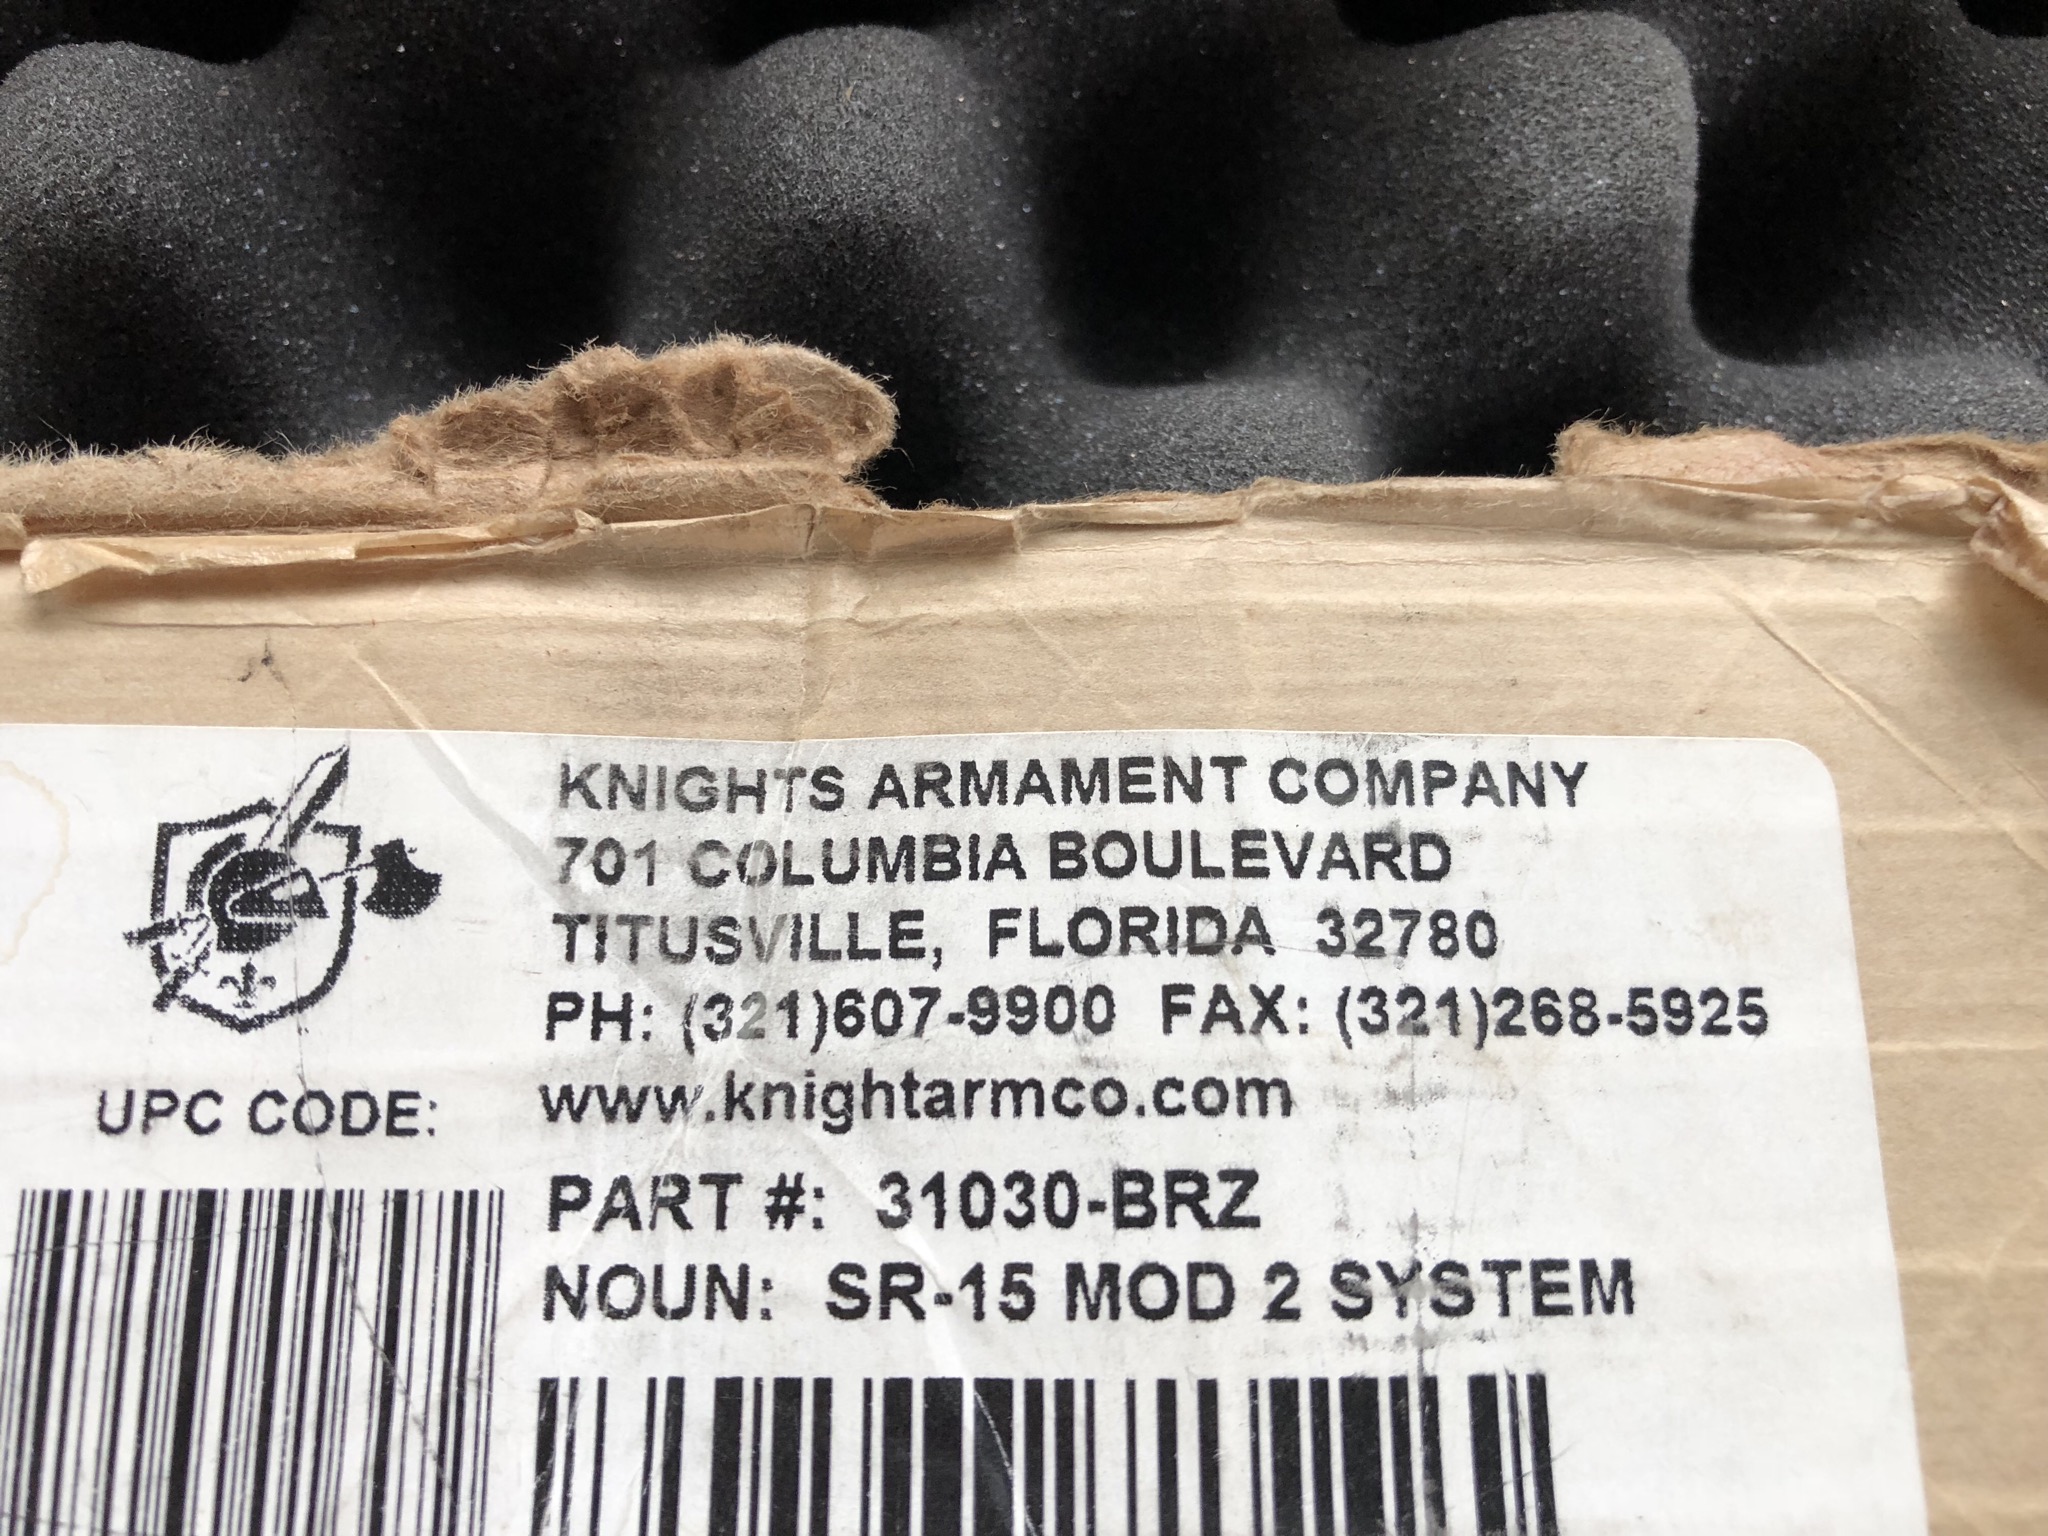 KNIGHTS ARMAMENT COMPANY
701 COLUMBIA BOULEVARD
TITUSVILLE, FLORIDA 32780
PH: (321)607-9900 FAX: (321)268-5925
www.knightarmco.com
UPC CODE:
PART #: 31030-BRZ
NOUN: SR-15 MOD 2 SYSTEM